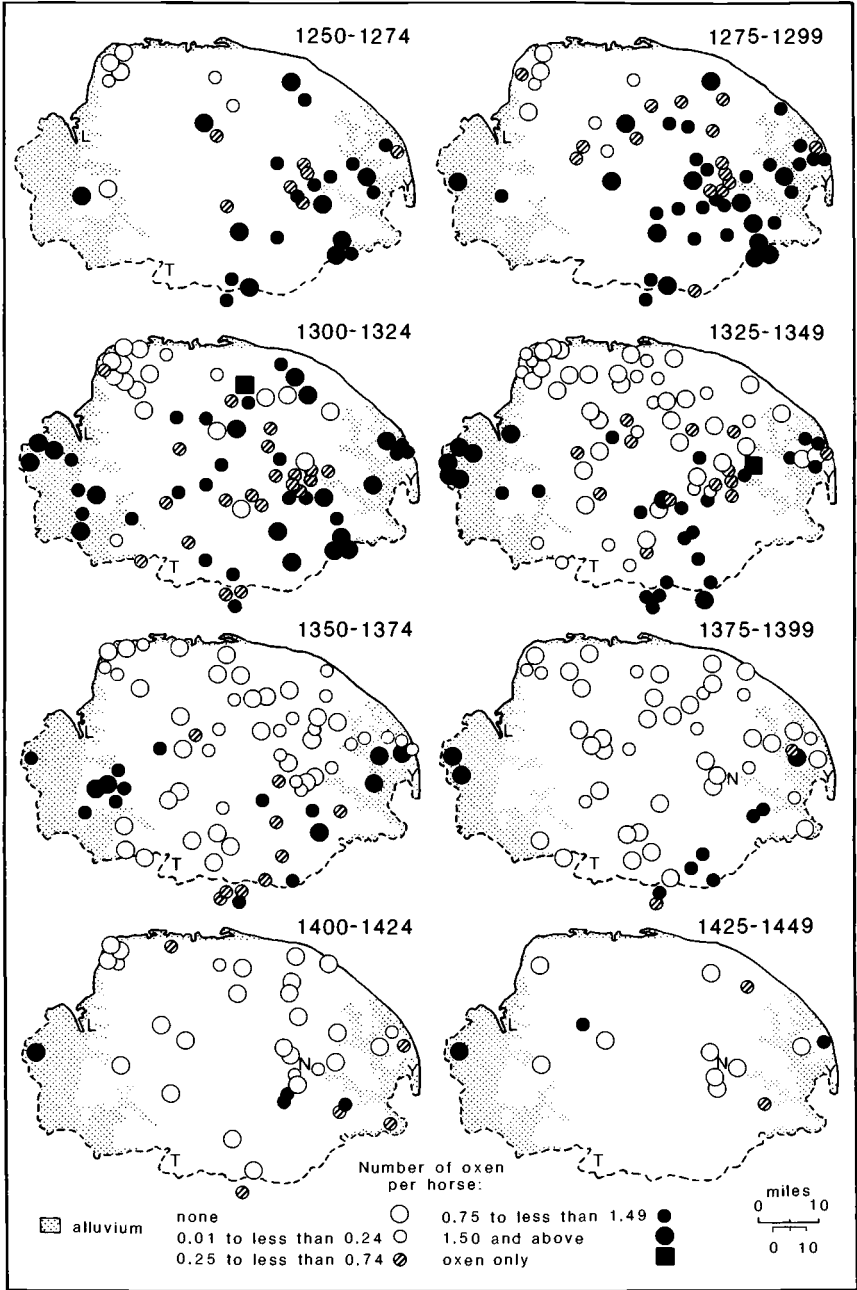 1250-1274
1275-1299
L
T
Y
L
T
Y
1300-1324
1325-1349
L
T
Y
L
T
Y
1350-1374
1375-1399
L
T
Y
L
N
T
Y
1400-1424
1425-1449
L
N
T
Y
L
N
T
Y
Number of oxen
per horse:
alluvium
none
0.01 to less than 0.24
0.25 to less than 0.74
0.75 to less than 1.49
1.50 and above
oxen only
miles
0 10
0 10